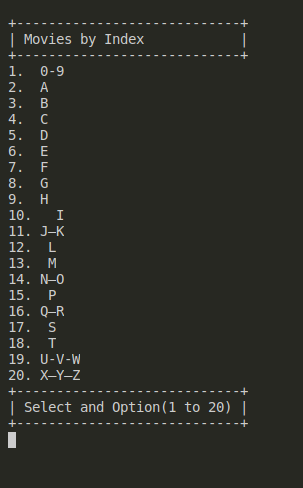 +----------------------------+
| Movies by Index            |
+----------------------------+
1.  0-9
2.  A
3.  B
4.  C
5.  D
6.  E
7.  F
8.  G
9.  H
10.   I
11. J–K
12.  L
13.  M
14. N–O
15.  P
16. Q–R
17.  S
18.  T
19. U-V-W
20. X–Y–Z
+----------------------------+
| Select and Option(1 to 20) |
+----------------------------+